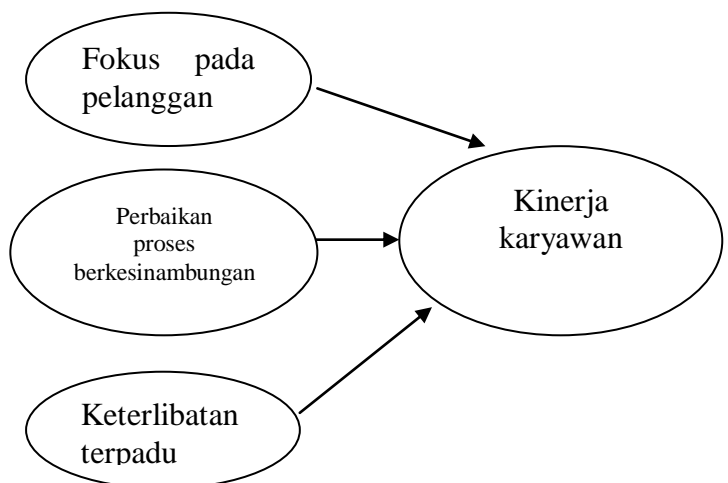 Fokus pada
pelanggan
Perbaikan
proses
berkesinambungan
Kinerja
karyawan
Keterlibatan
terpadu